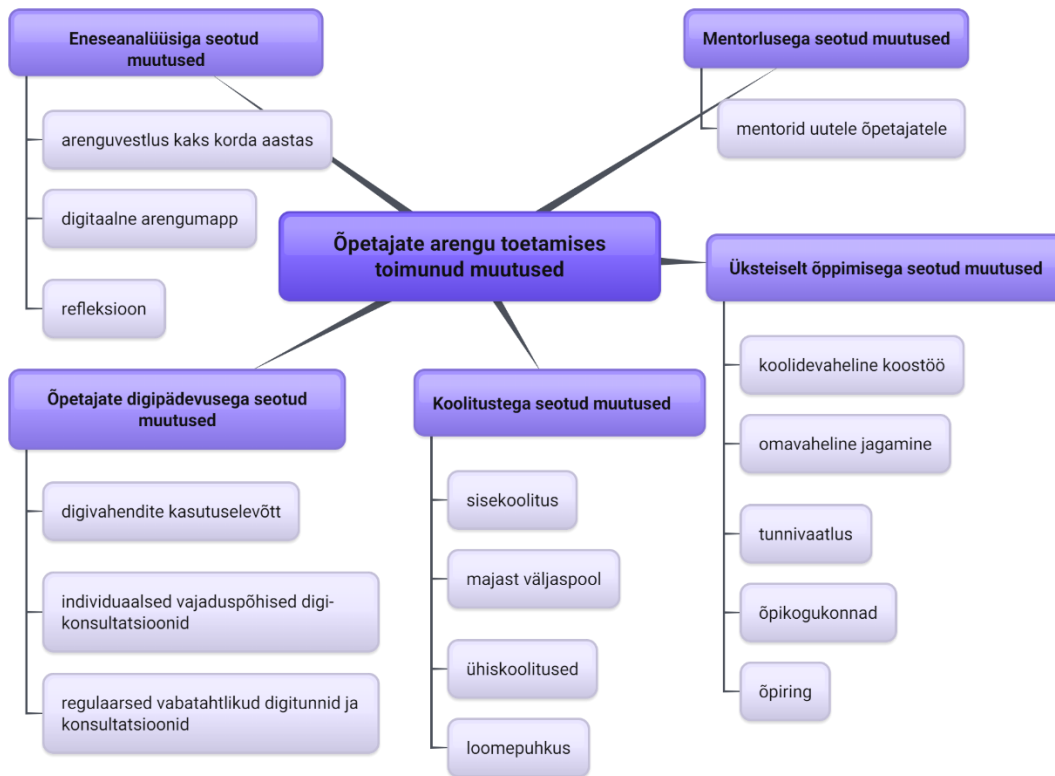 Eneseanalüüsiga seotud
muutused
arenguvestlus kaks korda aastas
digitaalne arengumapp
refleksioon
Mentorlusega seotud muutused
mentorid uutele õpetajatele
Õpetajate arengu toetamises
toimunud muutused
Üksteiselt õppimisega seotud muutused
koolidevaheline koostöö
omavaheline jagamine
tunnivaatlus
õpikogukonnad
õpiring
Õpetajate digipädevusega seotud
muutused
digivahendite kasutuselevõtt
individuaalsed vajaduspõhised digi-
konsultatsioonid
regulaarsed vabatahtlikud digitunnid ja
konsultatsioonid
Koolitustega seotud muutused
sisekoolitus
majast väljaspool
ühiskoolitused
loomepuhkus